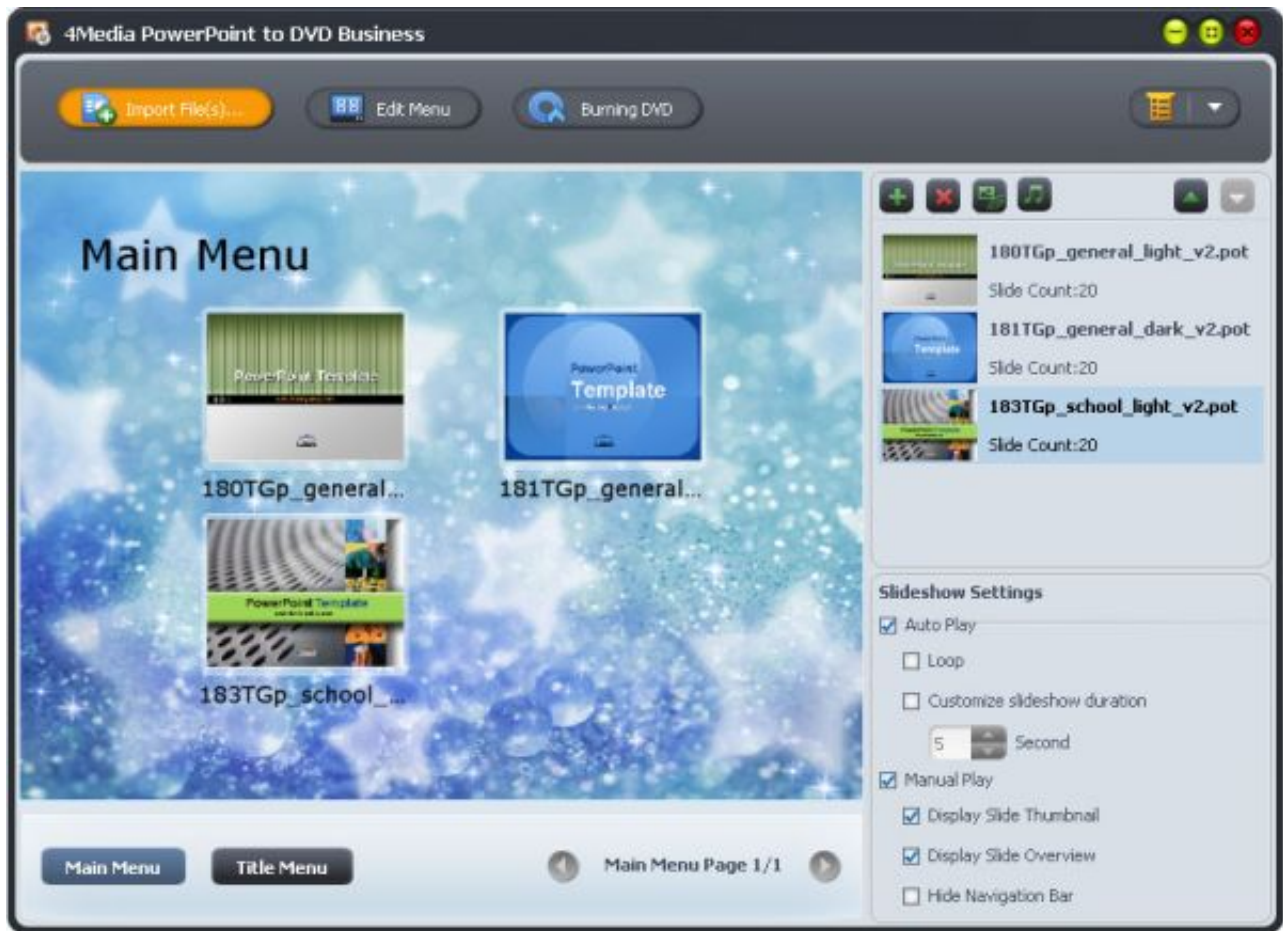 4Media PowerPoint to DVD Business
Import File(s)...
Edit Menu
Burning DVD
Main Menu
PowerPoint Template
180TGp_general...
PowerPoint
Template
181TGp_general...
PowerPoint Template
183TGp_school_...
Main Menu
Title Menu
Main Menu Page 1/1
180TGp_general_light_v2.pot
Slide Count:20
Template
181TGp_general_dark_v2.pot
Slide Count:20
183TGp_school_light_v2.pot
Slide Count:20
Slideshow Settings
Auto Play
Loop
Customize slideshow duration
5 Second
Manual Play
Display Slide Thumbnail
Display Slide Overview
Hide Navigation Bar